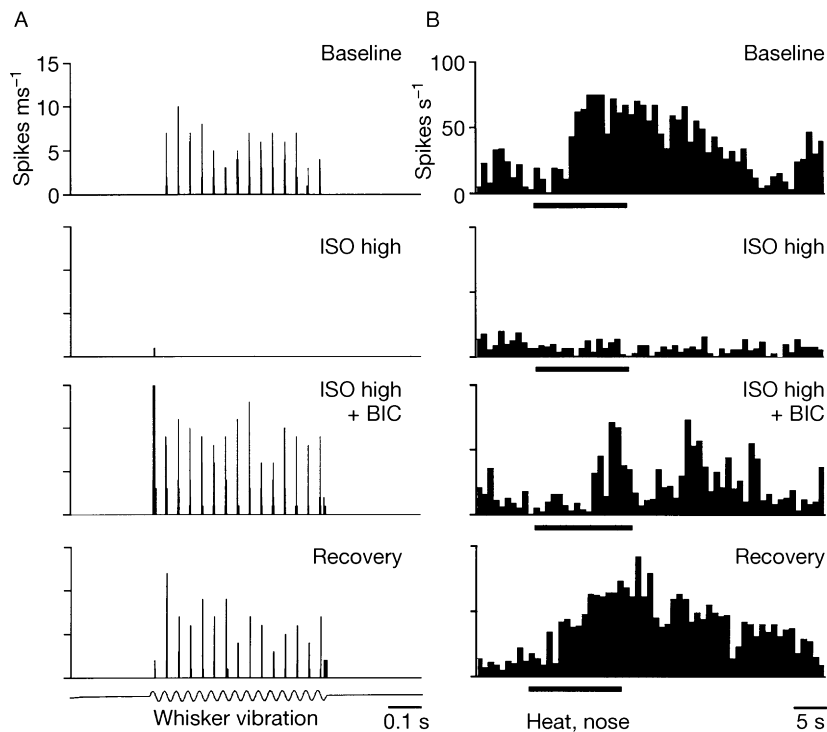 A
Baseline
15
10
5
0
Spikes ms⁻¹
ISO high
ISO high
+ BIC
Recovery
Whisker vibration
0.1 s
B
Baseline
100
50
0
Spikes s⁻¹
ISO high
ISO high
+ BIC
Recovery
Heat, nose
5 s